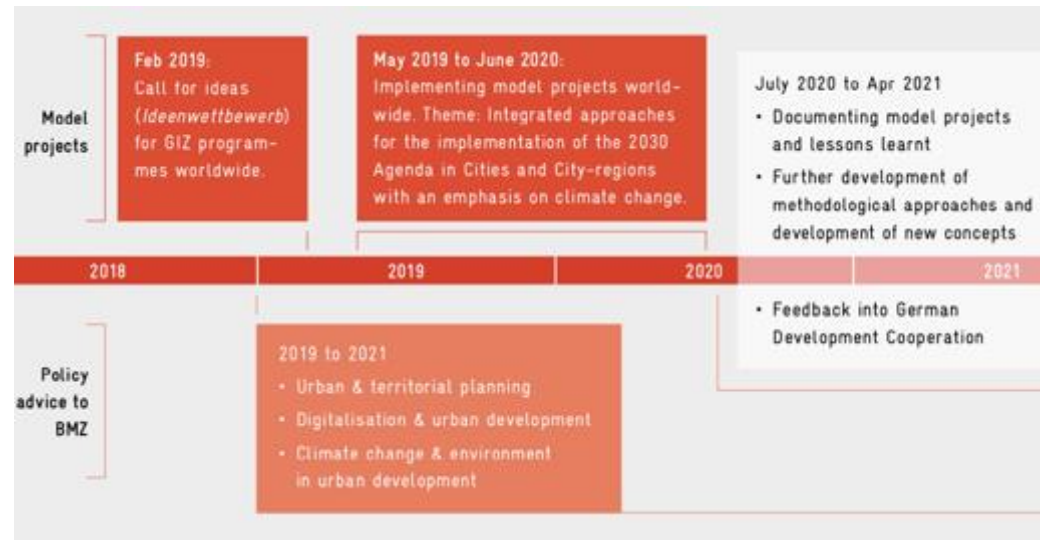 Model
projects
Feb 2019:
Call for ideas
(Ideenwettbewerb)
for GIZ program-
mes worldwide.
May 2019 to June 2020:
Implementing model projects world-
wide. Theme: Integrated approaches
for the implementation of the 2030
Agenda in Cities and City-regions
with an emphasis on climate change.
July 2020 to Apr 2021
• Documenting model projects
and lessons learnt
• Further development of
methodological approaches and
development of new concepts
2018 2019 2020 2021
• Feedback into German
Development Cooperation
Policy
advice to
BMZ
2019 to 2021
• Urban & territorial planning
• Digitalisation & urban development
• Climate change & environment
in urban development